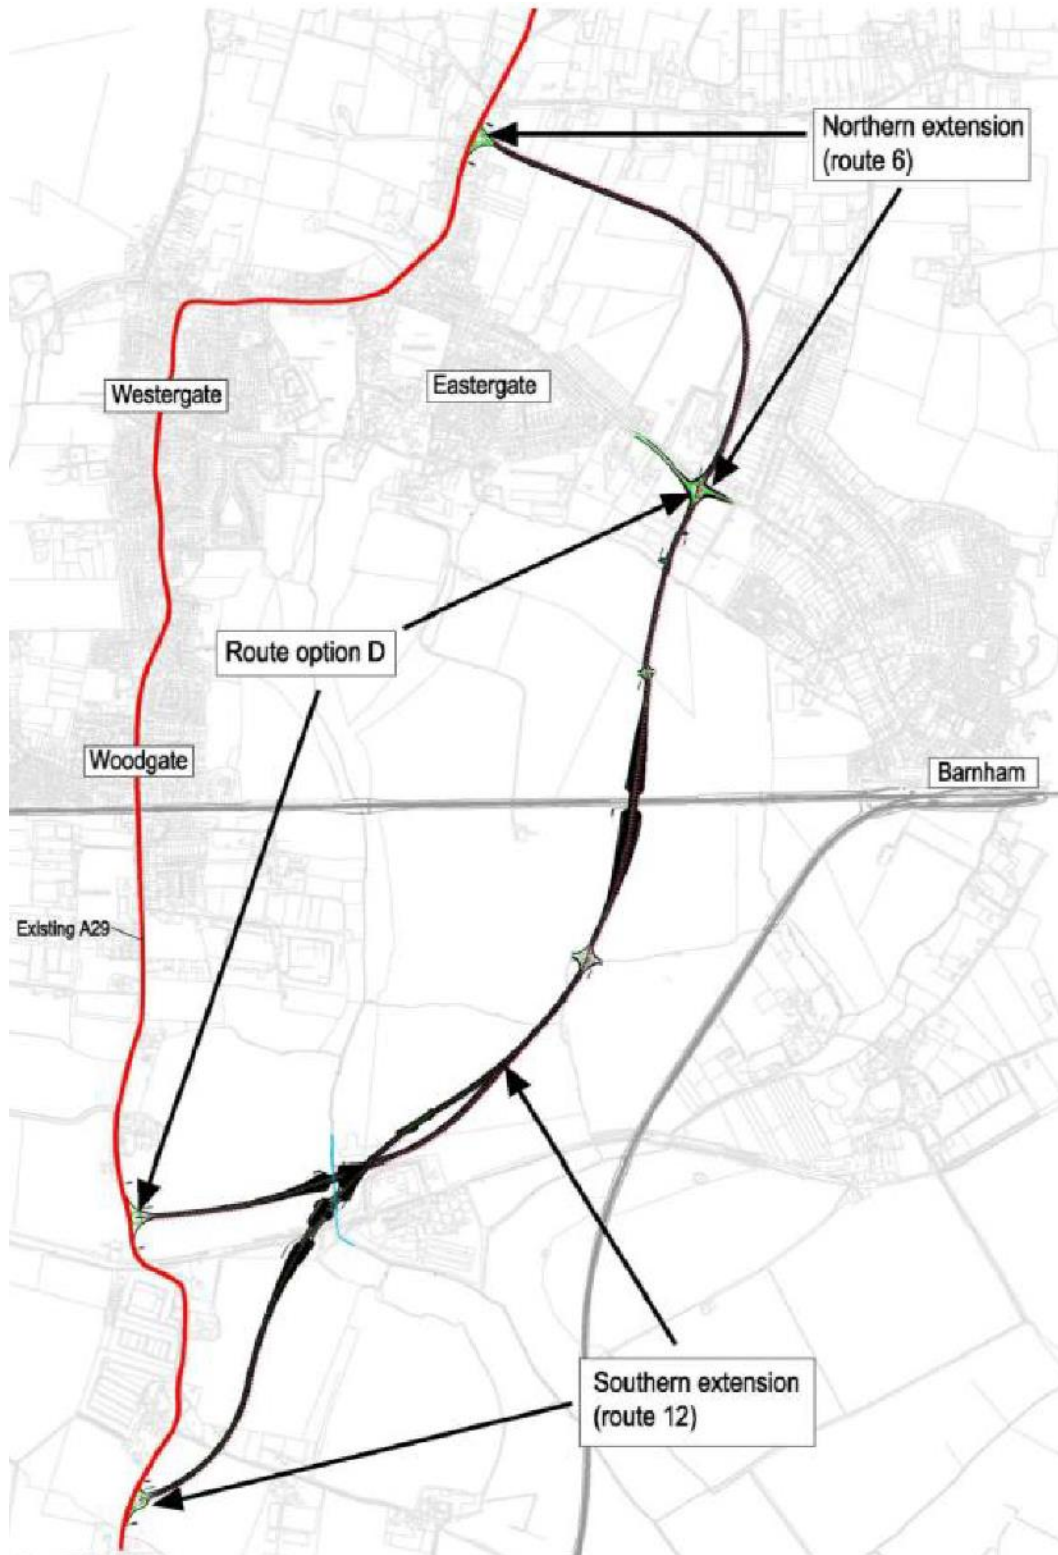 Northern extension
(route 6)
Westergate
Eastergate
Route option D
Woodgate
Barnham
Existing A29
Southern extension
(route 12)